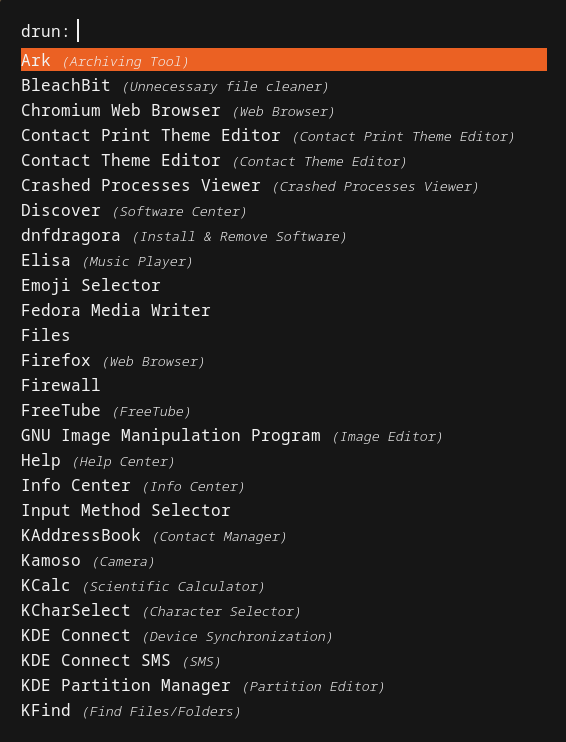 drun:
Ark (Archiving Tool)
BleachBit (Unnecessary file cleaner)
Chromium Web Browser (Web Browser)
Contact Print Theme Editor (Contact Print Theme Editor)
Contact Theme Editor (Contact Theme Editor)
Crashed Processes Viewer (Crashed Processes Viewer)
Discover (Software Center)
dnfdragora (Install & Remove Software)
Elisa (Music Player)
Emoji Selector
Fedora Media Writer
Files
Firefox (Web Browser)
Firewall
FreeTube (FreeTube)
GNU Image Manipulation Program (Image Editor)
Help (Help Center)
Info Center (Info Center)
Input Method Selector
KAddressBook (Contact Manager)
Kamoso (Camera)
KCalc (Scientific Calculator)
KCharSelect (Character Selector)
KDE Connect (Device Synchronization)
KDE Connect SMS (SMS)
KDE Partition Manager (Partition Editor)
KFind (Find Files/Folders)